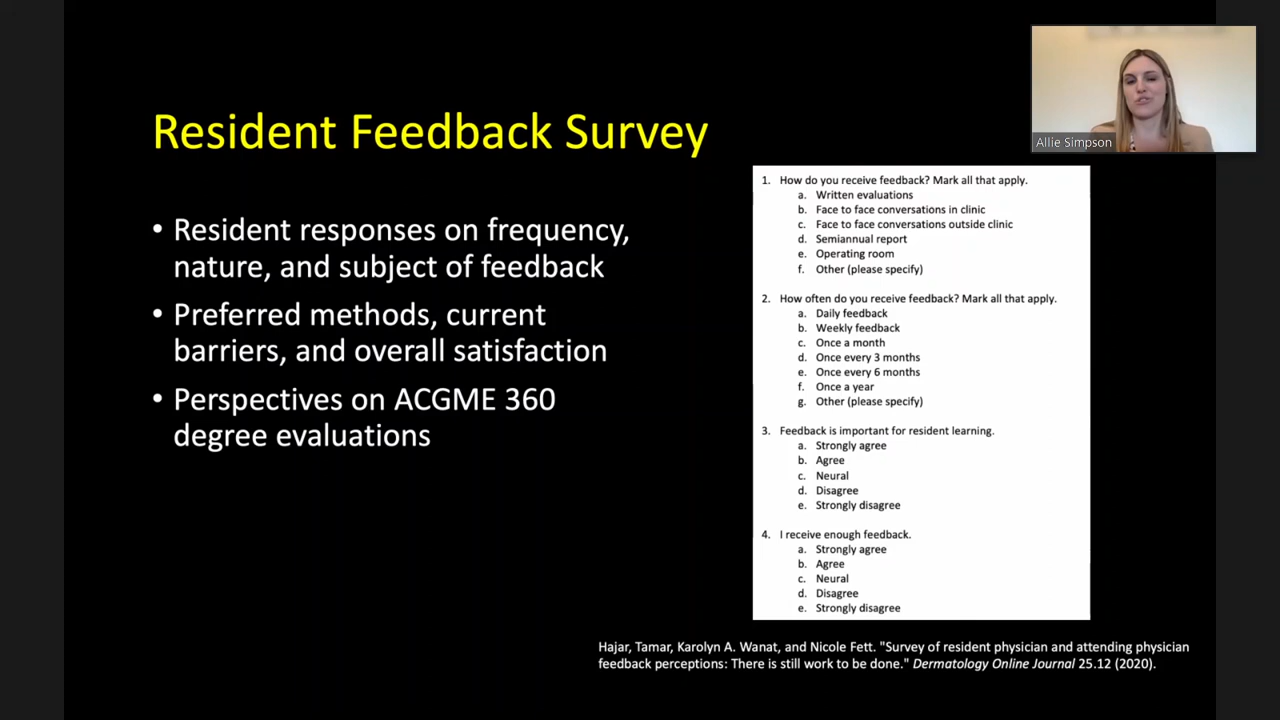 Resident Feedback Survey
• Resident responses on frequency,
nature, and subject of feedback
• Preferred methods, current
barriers, and overall satisfaction
• Perspectives on ACGME 360
degree evaluations
Allie Simpson
1. How do you receive feedback? Mark all that apply.
a. Written evaluations
b. Face to face conversations in clinic
c. Face to face conversations outside clinic
d. Semiannual report
e. Operating room
f. Other (please specify)
2. How often do you receive feedback? Mark all that apply.
a. Daily feedback
b. Weekly feedback
c. Once a month
d. Once every 3 months
e. Once every 6 months
f. Once a year
g. Other (please specify)
3. Feedback is important for resident learning.
a. Strongly agree
b. Agree
c. Neural
d. Disagree
e. Strongly disagree
4. I receive enough feedback.
a. Strongly agree
b. Agree
c. Neural
d. Disagree
e. Strongly disagree
Hajar, Tamar, Karolyn A. Wanat, and Nicole Fett. "Survey of resident physician and attending physician
feedback perceptions: There is still work to be done." Dermatology Online Journal 25.12 (2020).